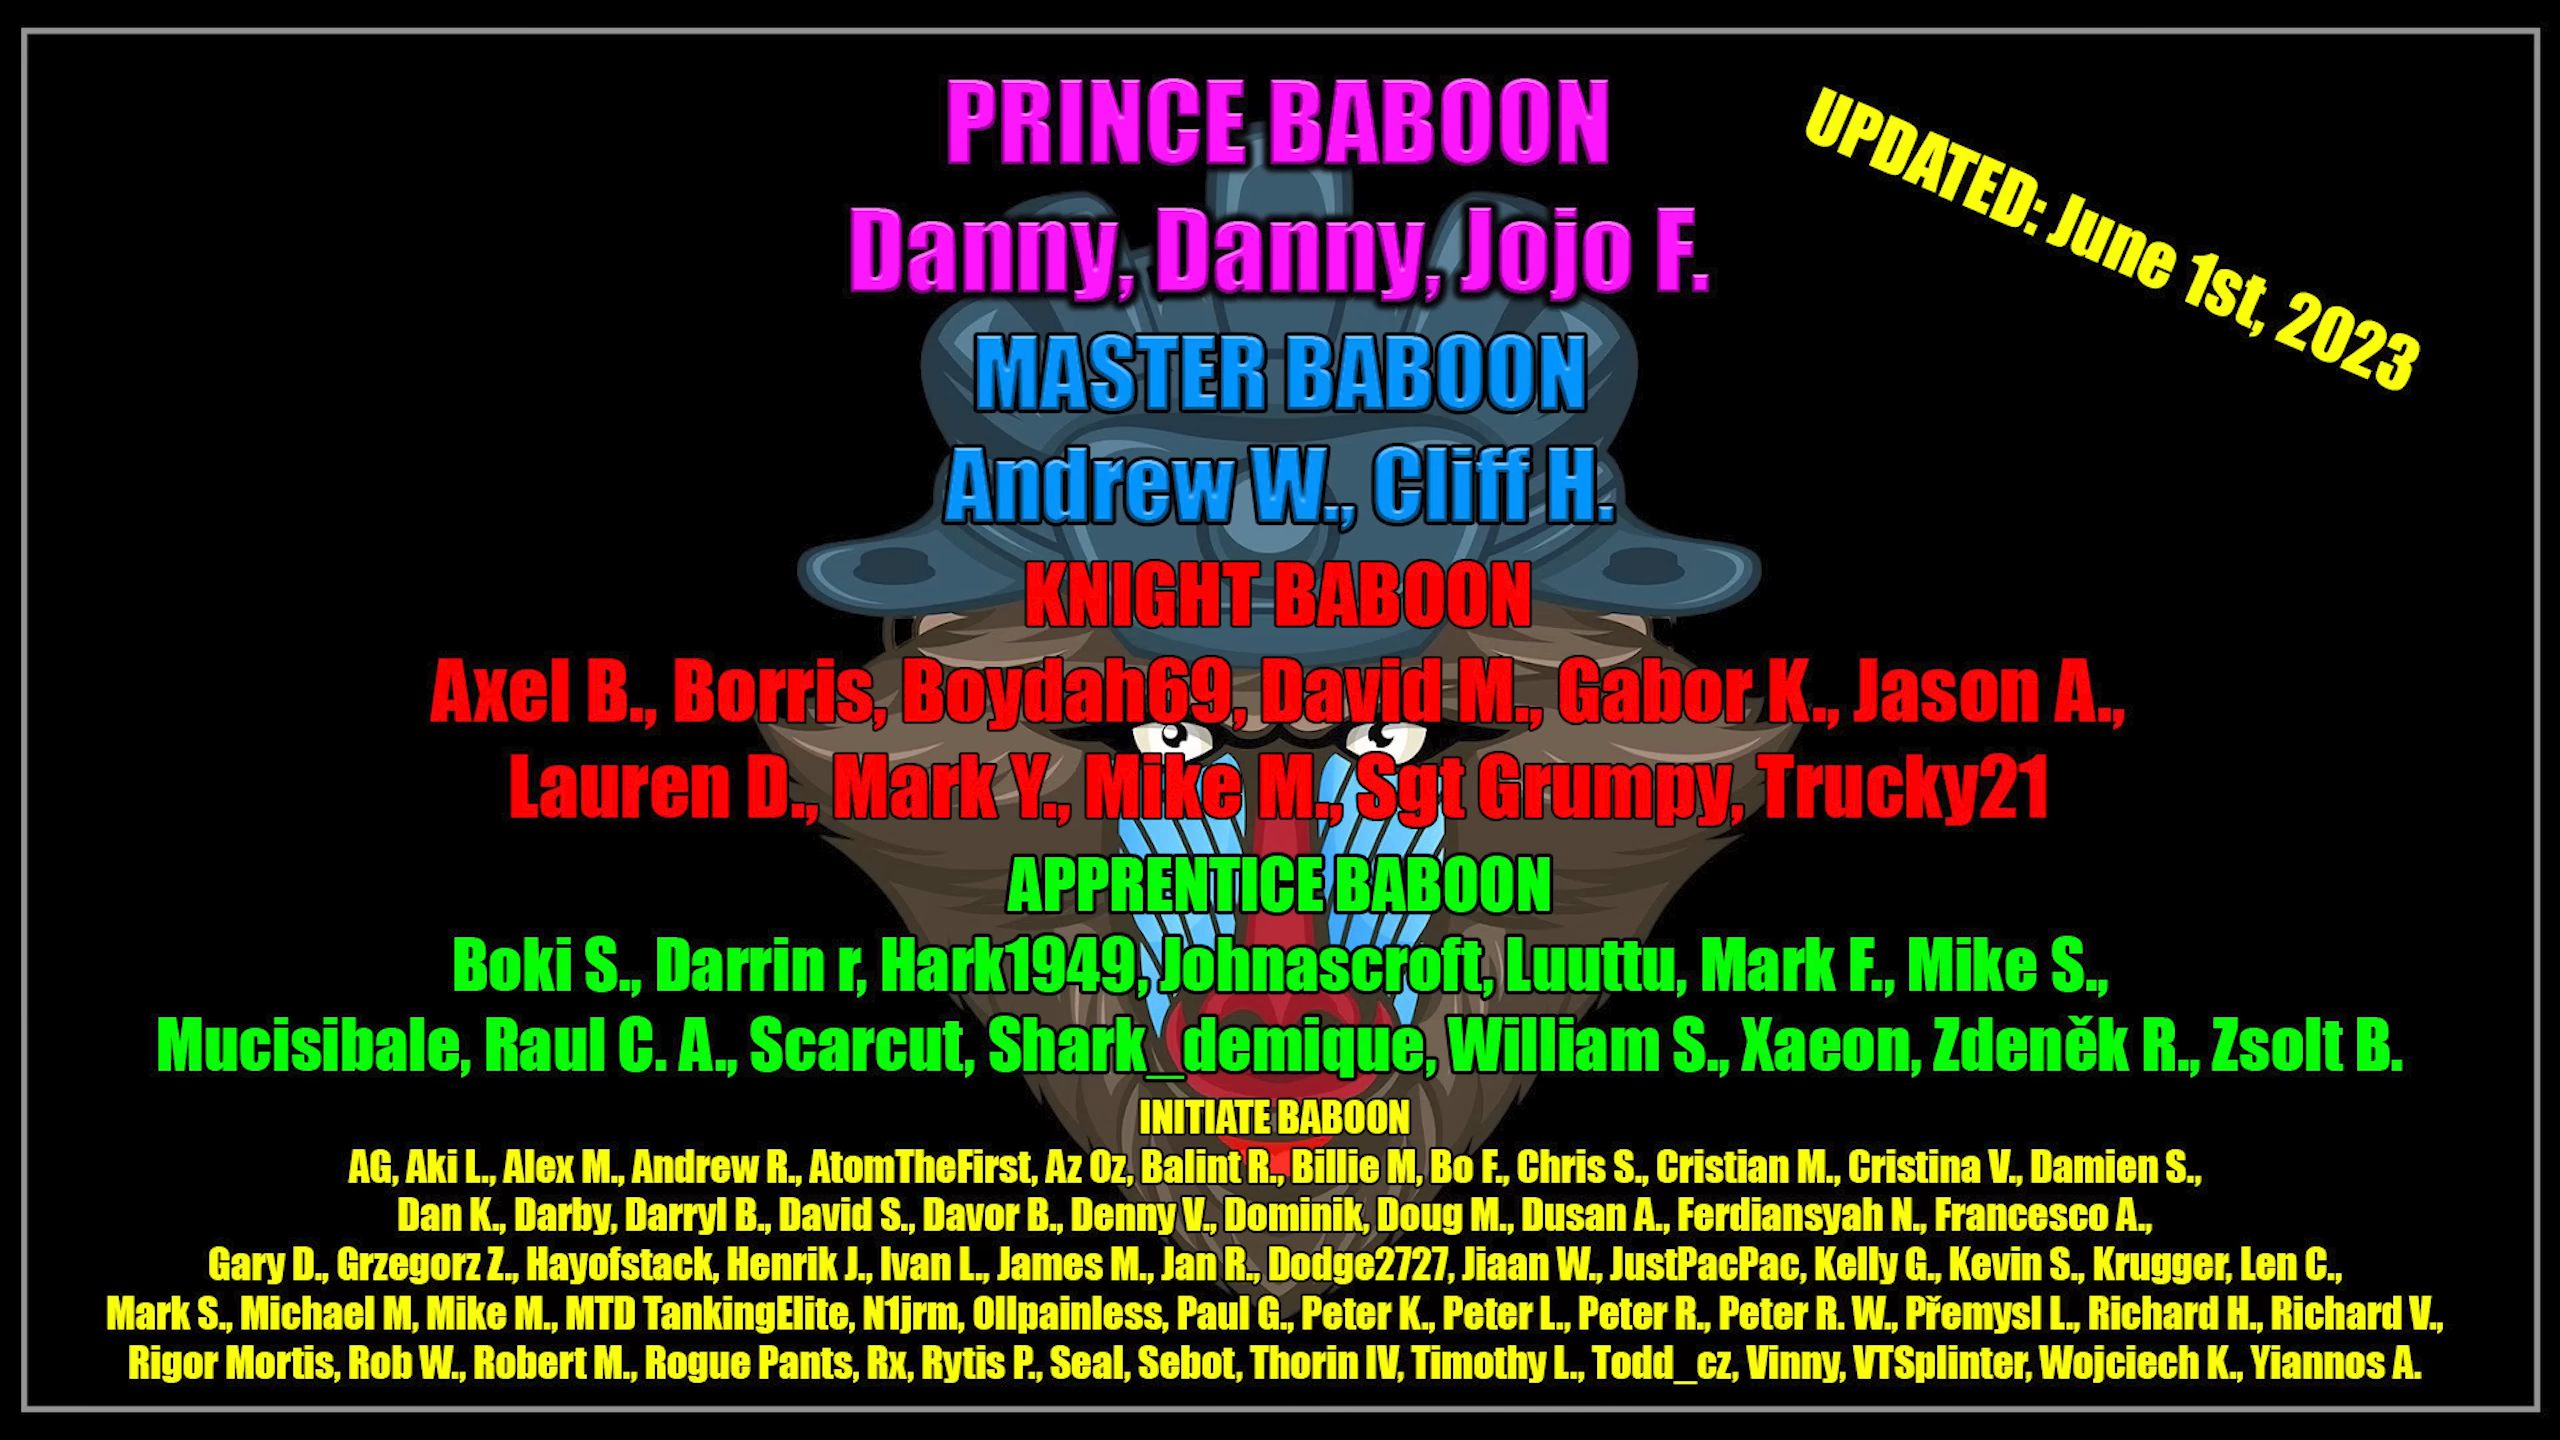 PRINCE BABOON
Danny, Danny, Jojo F.
UPDATED: June 1st, 2023
MASTER BABOON
Andrew W., Cliff H.
KNIGHT BABOON
Axel B., Borris, Boydah69, David M., Gabor K., Jason A.,
Lauren D., Mark Y., Mike M., Sgt Grumpy, Trucky21
APPRENTICE BABOON
Boki S., Darrin r, Hark1949, Johnascroft, Luuttu, Mark F., Mike S.,
Mucisibale, Raul C. A., Scarcut, Shark_demique, William S., Xaeon, Zdeněk R., Zsolt B.
INITIATE BABOON
AG, Aki L., Alex M., Andrew R., AtomTheFirst, Az Oz, Balint R., Billie M, Bo F., Chris S., Cristian M., Cristina V., Damien S.,
Dan K., Darby, Darryl B., David S., Davor B., Denny V., Dominik, Doug M., Dusan A., Ferdiansyah N., Francesco A.,
Gary D., Grzegorz Z., Hayofstack, Henrik J., Ivan L., James M., Jan R., Dodge2727, Jiaan W., JustPacPac, Kelly G., Kevin S., Krugger, Len C.,
Mark S., Michael M, Mike M., MTD TankingElite, N1jrm, Ollpainless, Paul G., Peter K., Peter L., Peter R., Peter R. W., Přemysl L., Richard H., Richard V.,
Rigor Mortis, Rob W., Robert M., Rogue Pants, Rx, Rytis P., Seal, Sebot, Thorin IV, Timothy L., Todd_cz, Vinny, VTSplinter, Wojciech K., Yiannos A.